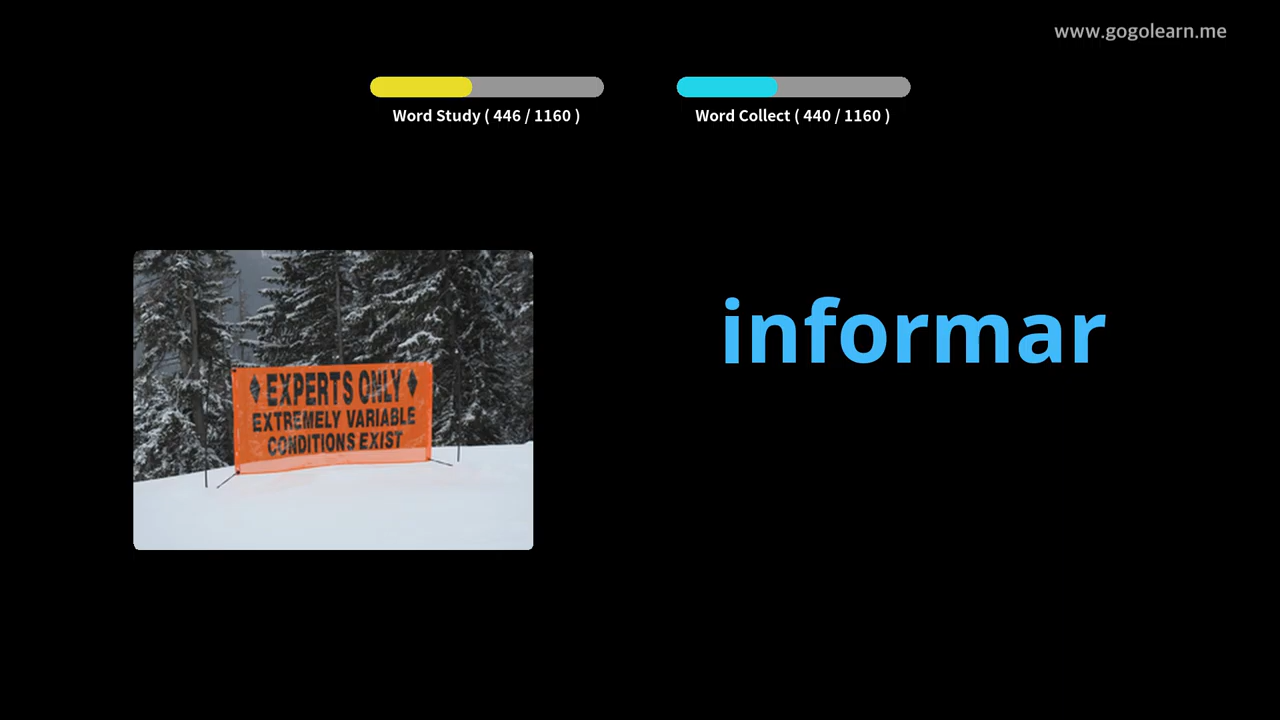 www.gogolearn.me
Word Study ( 446 / 1160 )
Word Collect ( 440 / 1160 )
EXPERTS ONLY
EXTREMELY VARIABLE
CONDITIONS EXIST
informar